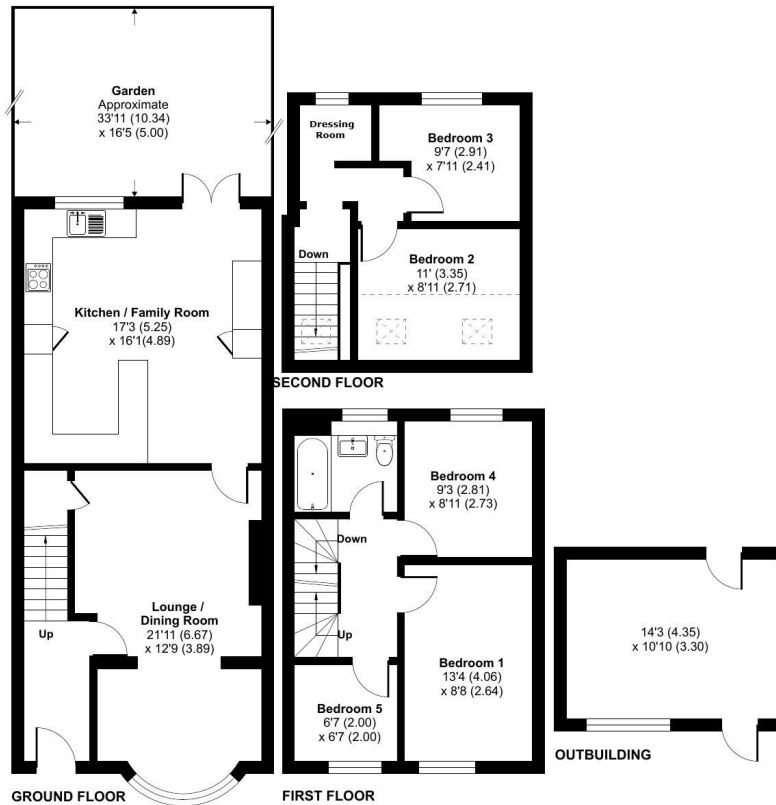 Garden
Approximate
33'11 (10.34)
x 16'5 (5.00)
Kitchen / Family Room
17'3 (5.25)
x 16'1(4.89)
Lounge /
Dining Room
21'11 (6.67)
x 12'9 (3.89)
Up
GROUND FLOOR
Dressing
Room
Bedroom 3
9'7 (2.91)
x 7'11 (2.41)
Down
Bedroom 2
11' (3.35)
x 8'11 (2.71)
SECOND FLOOR
Bedroom 4
9'3 (2.81)
x 8'11 (2.73)
Down
Up
Bedroom 1
13'4 (4.06)
x 8'8 (2.64)
Bedroom 5
6'7 (2.00)
x 6'7 (2.00)
FIRST FLOOR
14'3 (4.35)
x 10'10 (3.30)
OUTBUILDING